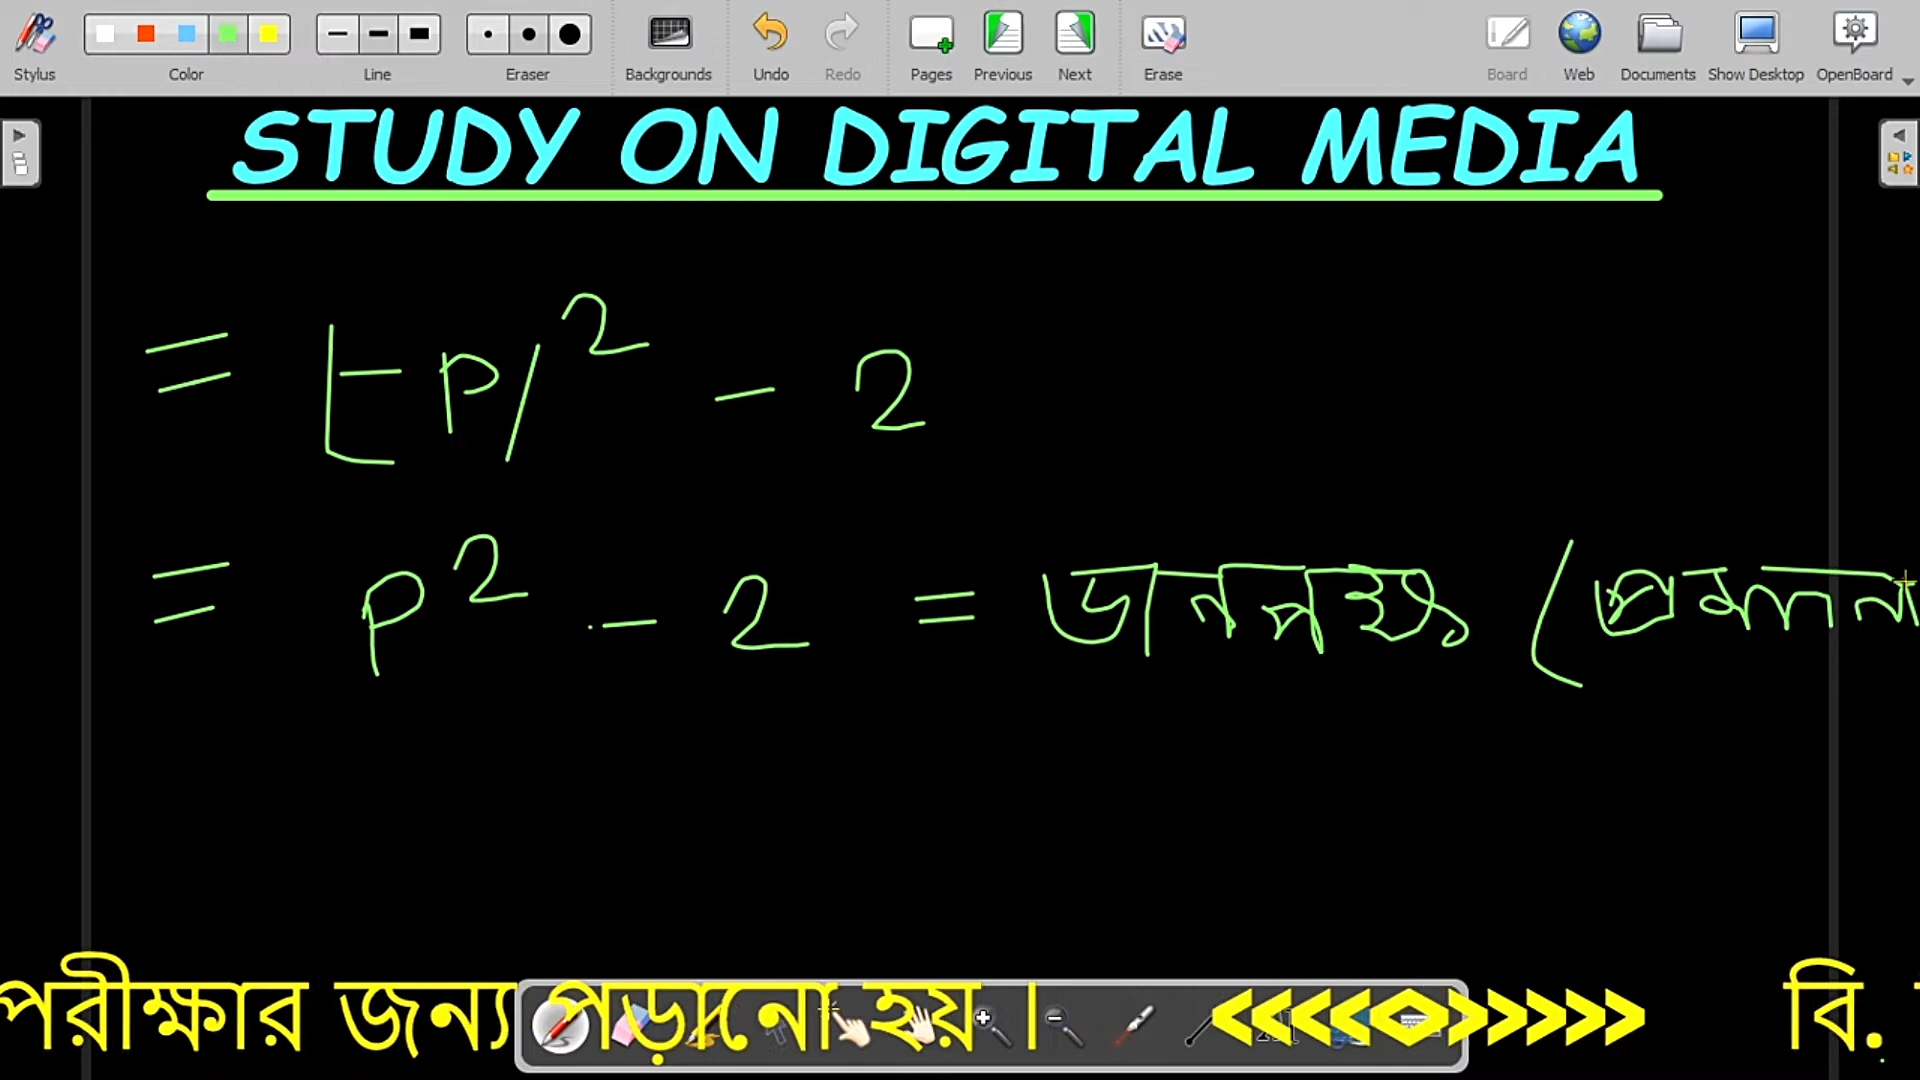 Stylus Color Line Eraser Backgrounds Undo Redo Pages Previous Next Erase Board Web Documents Show Desktop OpenBoard
STUDY ON DIGITAL MEDIA
= (-p)² - 2
= p² - 2 = ডানপক্ষ (প্রমাণ
পরীক্ষার জন্য পড়ানো হয় । <<<<<◇>>>>> বি.